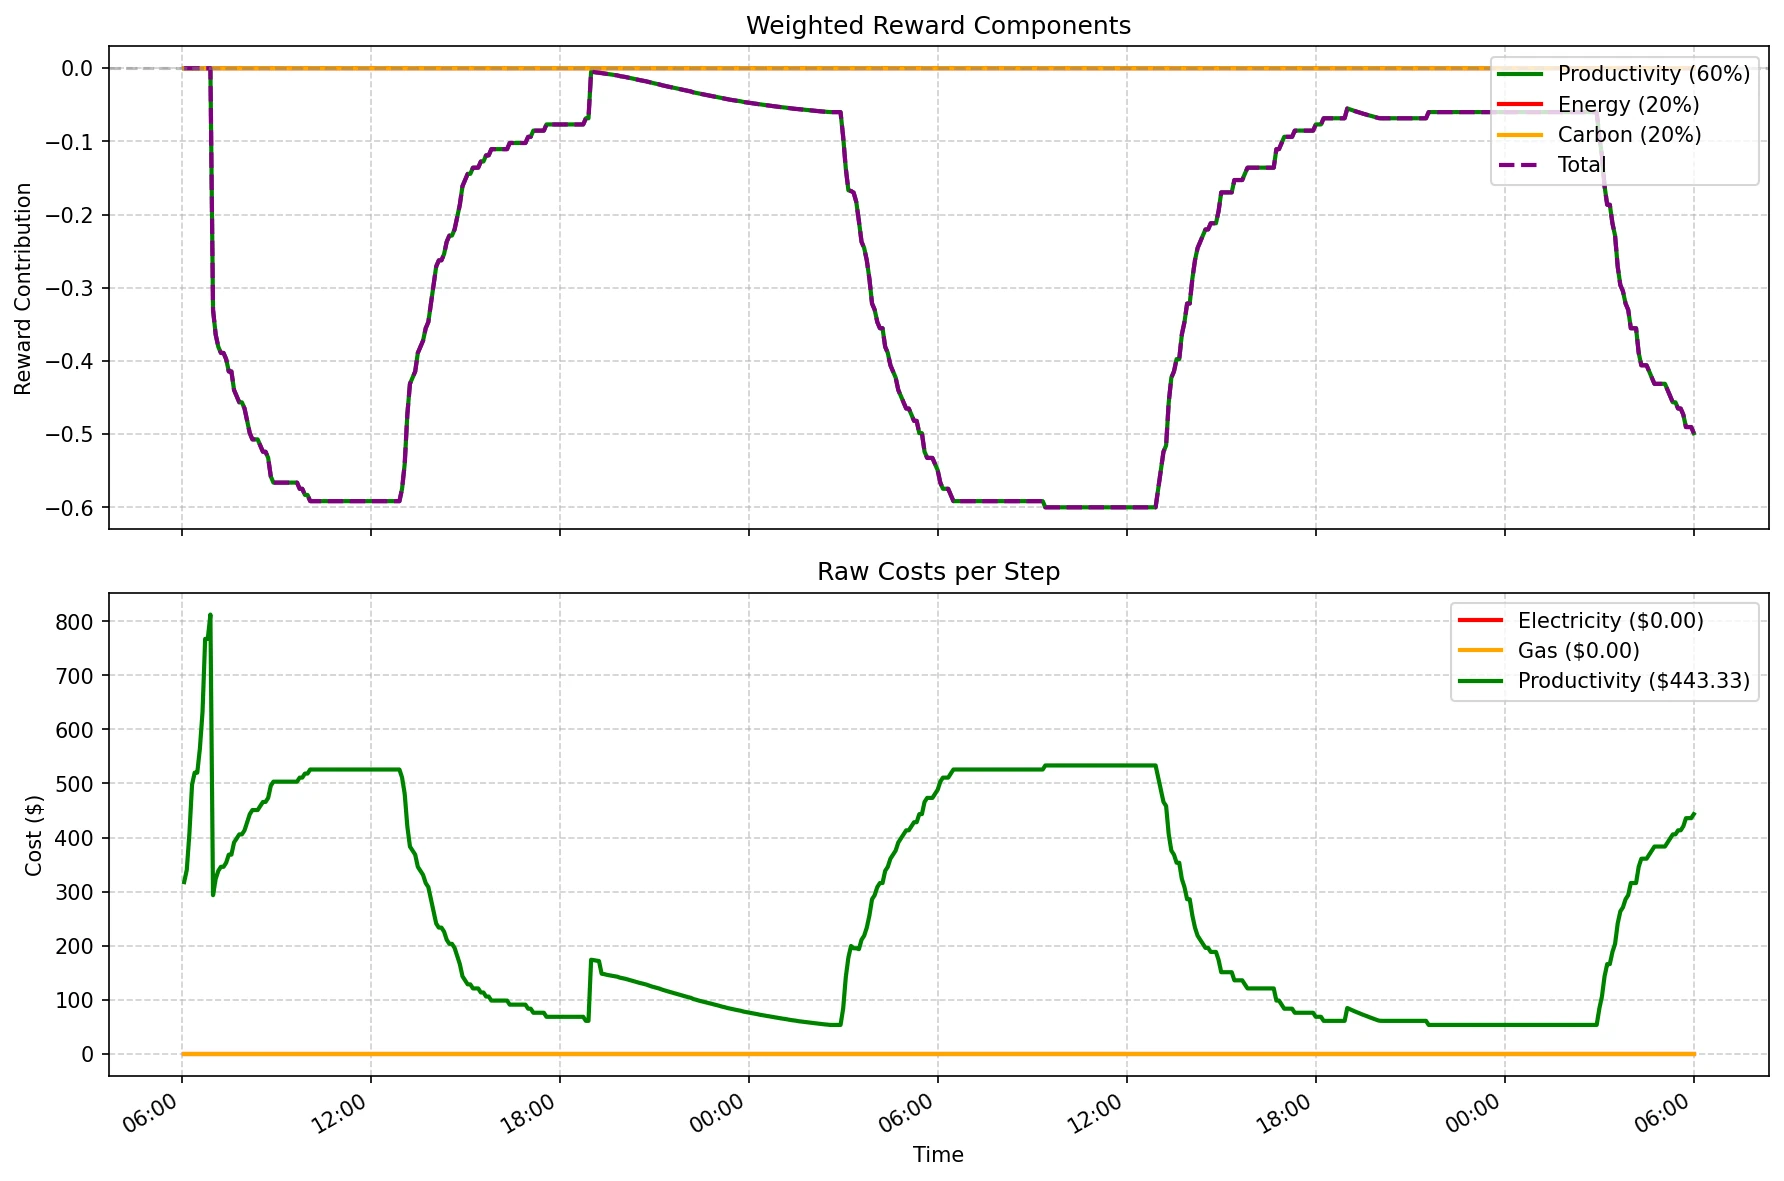 Weighted Reward Components
Reward Contribution
0.0
−0.1
−0.2
−0.3
−0.4
−0.5
−0.6
Productivity (60%)
Energy (20%)
Carbon (20%)
Total
Raw Costs per Step
Cost ($)
800
700
600
500
400
300
200
100
0
Electricity ($0.00)
Gas ($0.00)
Productivity ($443.33)
06:00 12:00 18:00 00:00 06:00 12:00 18:00 00:00 06:00
Time